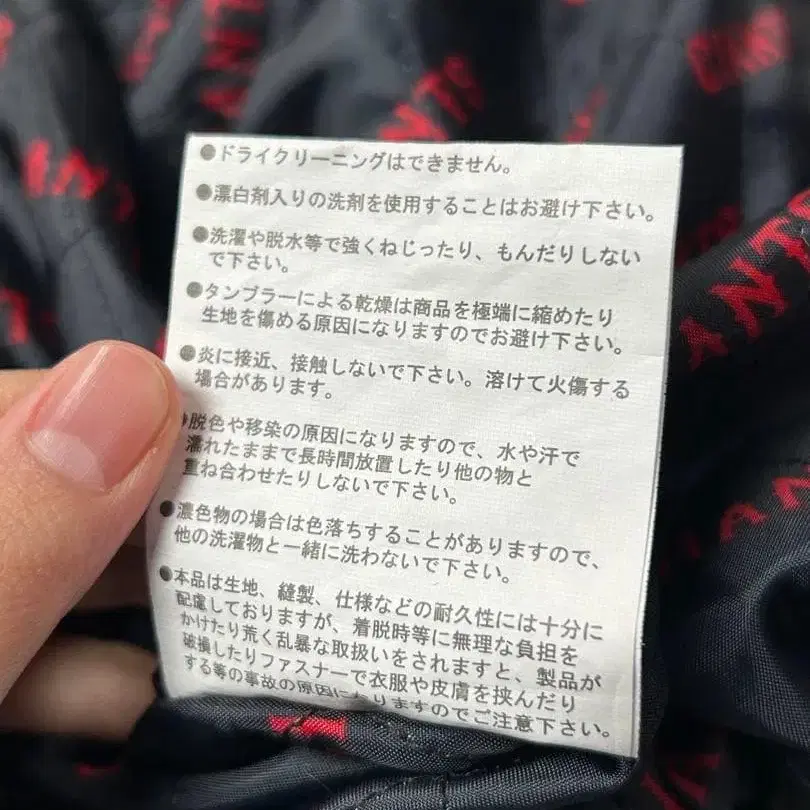 ●ドライクリーニングはできません。
●漂白剤入りの洗剤を使用することはお避け下さい。
●洗濯や脱水等で強くねじったり、もんだりしない
で下さい。
●タンブラーによる乾燥は商品を極端に縮めたり
生地を傷める原因になりますのでお避け下さい。
●炎に接近、接触しないで下さい。溶けて火傷する
場合があります。
●脱色や移染の原因になりますので、水や汗で
濡れたままで長時間放置したり他の物と
重ね合わせたりしないで下さい。
●濃色物の場合は色落ちすることがありますので、
他の洗濯物と一緒に洗わないで下さい。
●本品は生地、縫製、仕様などの耐久性には十分に
配慮しておりますが、着脱時等に無理な負担を
かけたり荒く乱暴な取扱いをされますと、製品が
破損したりファスナーで衣服や皮膚を挟んだり
する等の事故の原因になりますのでご注意下さい。